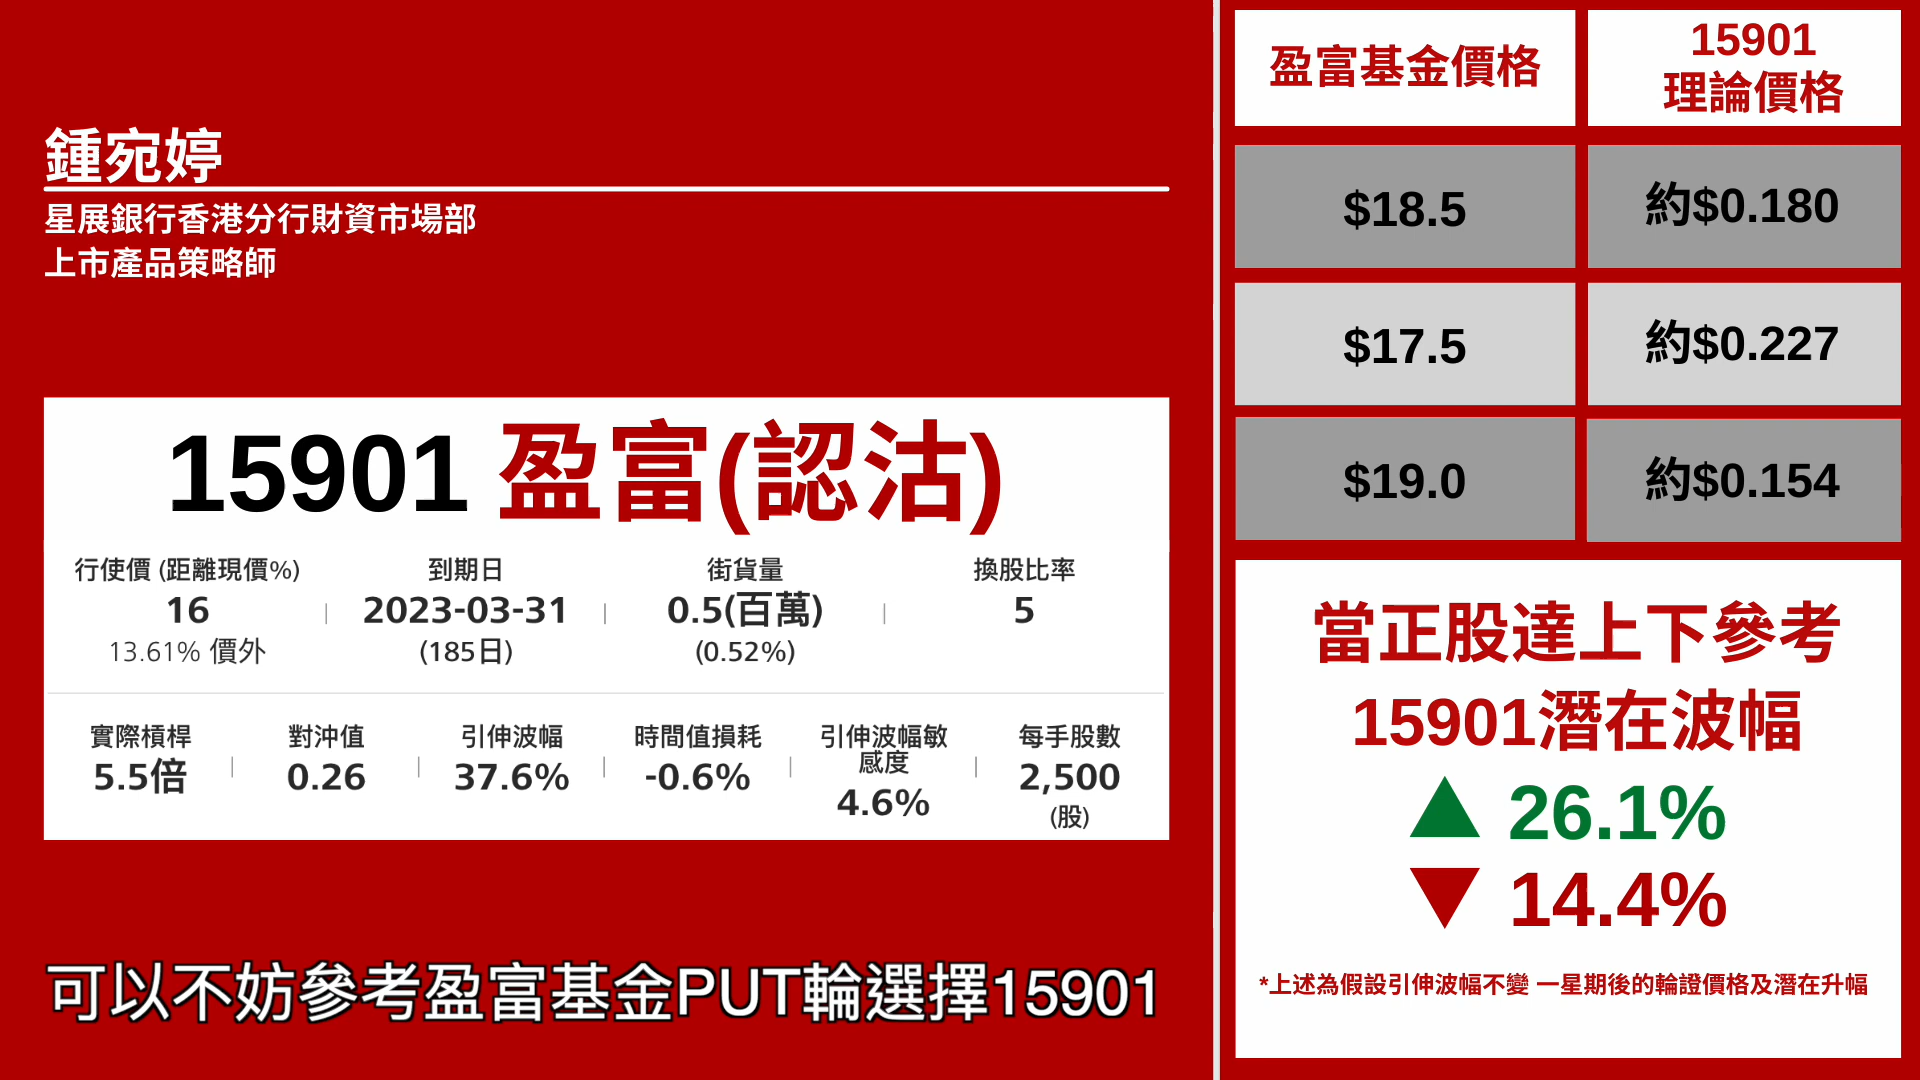 鍾宛婷
星展銀行香港分行財資市場部
上市產品策略師
15901 盈富(認沽)
行使價 (距離現價%)
16
13.61% 價外
到期日
2023-03-31
(185日)
街貨量
0.5(百萬)
(0.52%)
換股比率
5
實際槓桿
5.5倍
對沖值
0.26
引伸波幅
37.6%
時間值損耗
-0.6%
引伸波幅敏
感度
4.6%
每手股數
2,500
(股)
可以不妨參考盈富基金PUT輪選擇15901
盈富基金價格
15901
理論價格
$18.5
約$0.180
$17.5
約$0.227
$19.0
約$0.154
當正股達上下參考
15901潛在波幅
▲ 26.1%
▼ 14.4%
*上述為假設引伸波幅不變 一星期後的輪證價格及潛在升幅